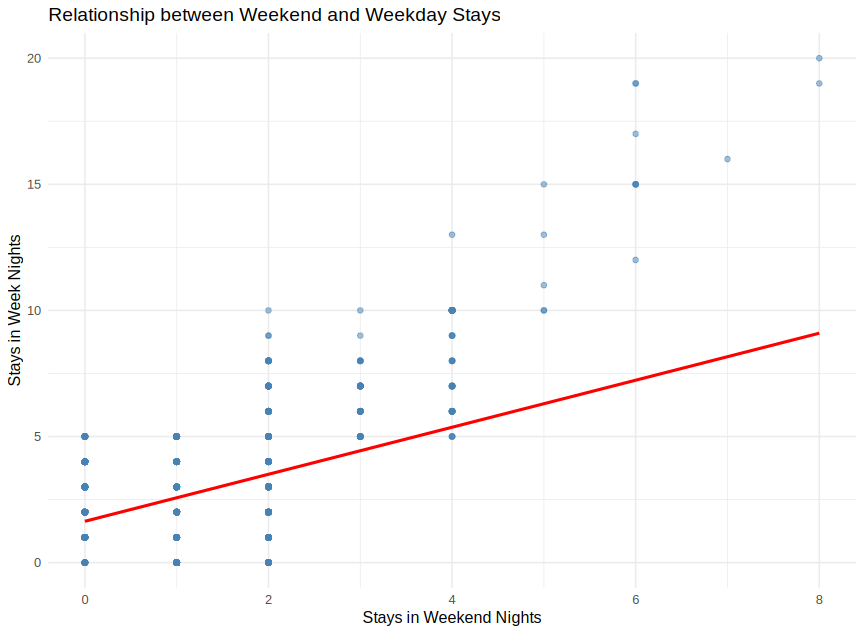 Relationship between Weekend and Weekday Stays
20
15
10
5
0
Stays in Week Nights
0 2 4 6 8
Stays in Weekend Nights